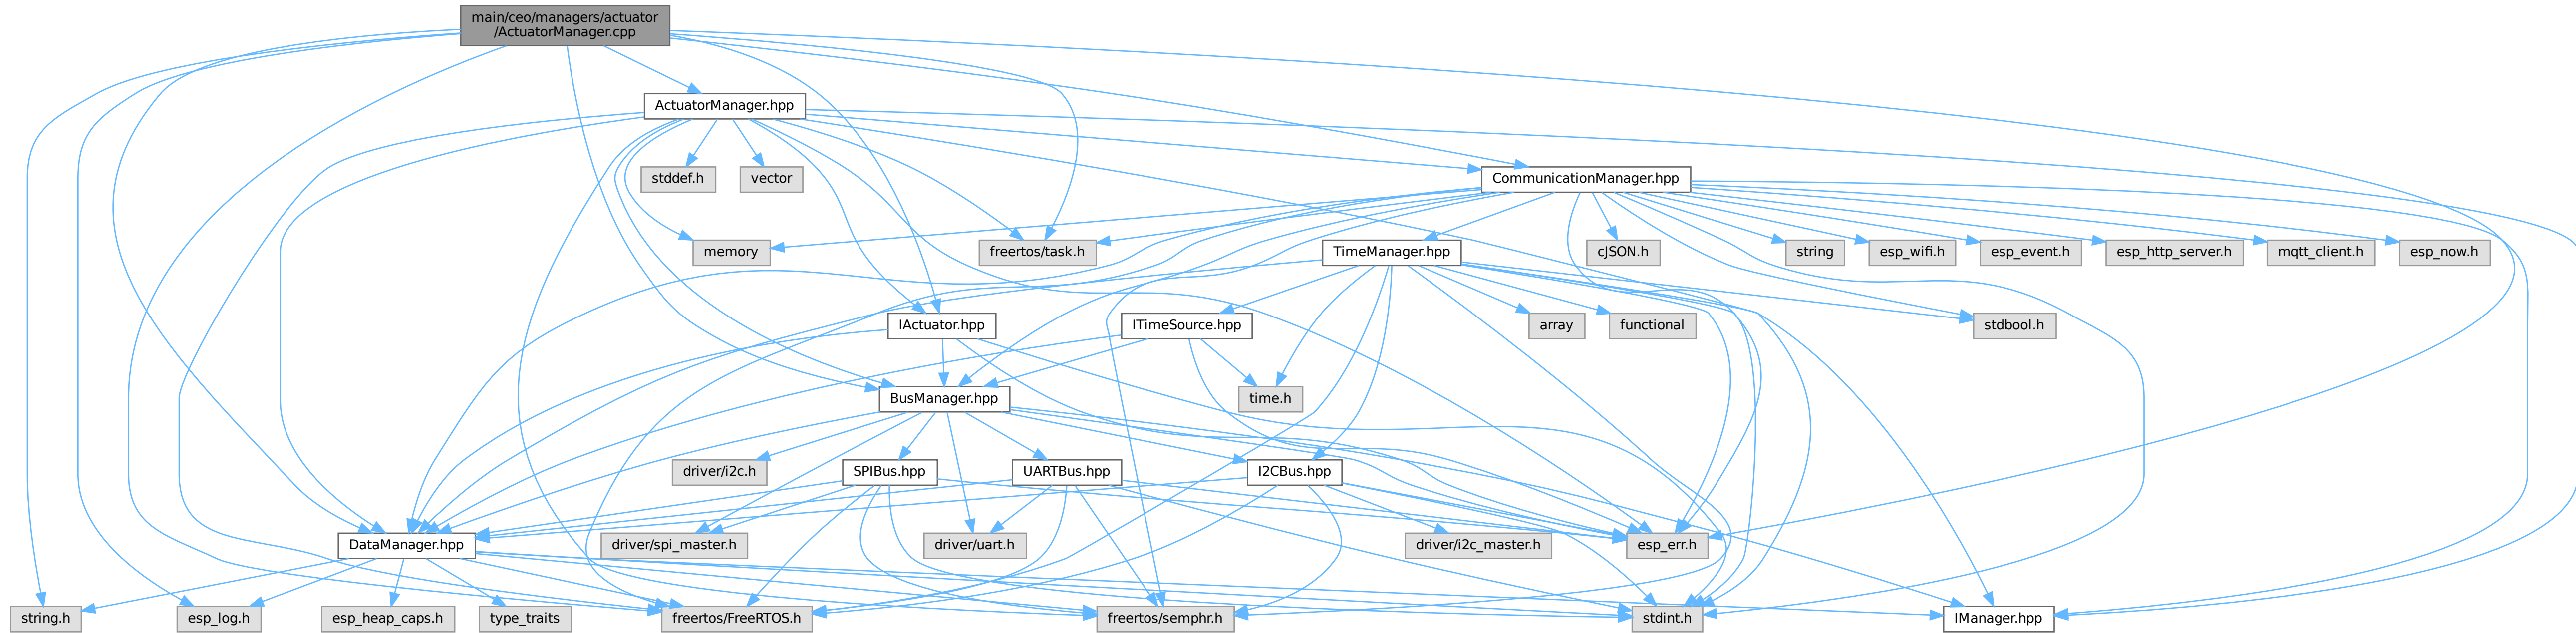 main/ceo/managers/actuator
/ActuatorManager.cpp
ActuatorManager.hpp
stddef.h
vector
CommunicationManager.hpp
memory
freertos/task.h
TimeManager.hpp
cJSON.h
string
esp_wifi.h
esp_event.h
esp_http_server.h
mqtt_client.h
esp_now.h
IActuator.hpp
ITimeSource.hpp
array
functional
stdbool.h
BusManager.hpp
time.h
driver/i2c.h
SPIBus.hpp
UARTBus.hpp
I2CBus.hpp
DataManager.hpp
driver/spi_master.h
driver/uart.h
driver/i2c_master.h
esp_err.h
string.h
esp_log.h
esp_heap_caps.h
type_traits
freertos/FreeRTOS.h
freertos/semphr.h
stdint.h
IManager.hpp